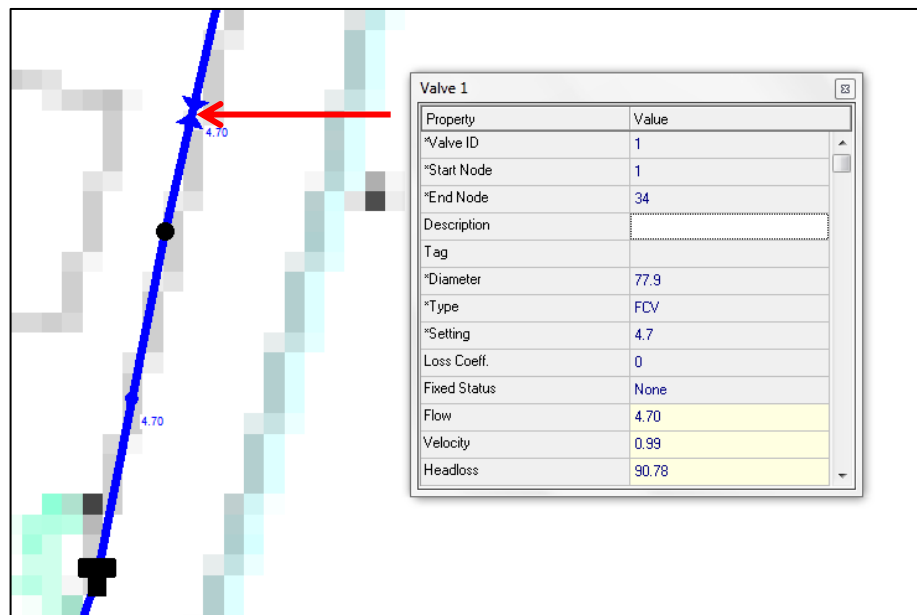 4.70
4.70
Valve 1
Property Value
*Valve ID 1
*Start Node 1
*End Node 34
Description
Tag
*Diameter 77.9
*Type FCV
*Setting 4.7
Loss Coeff. 0
Fixed Status None
Flow 4.70
Velocity 0.99
Headloss 90.78